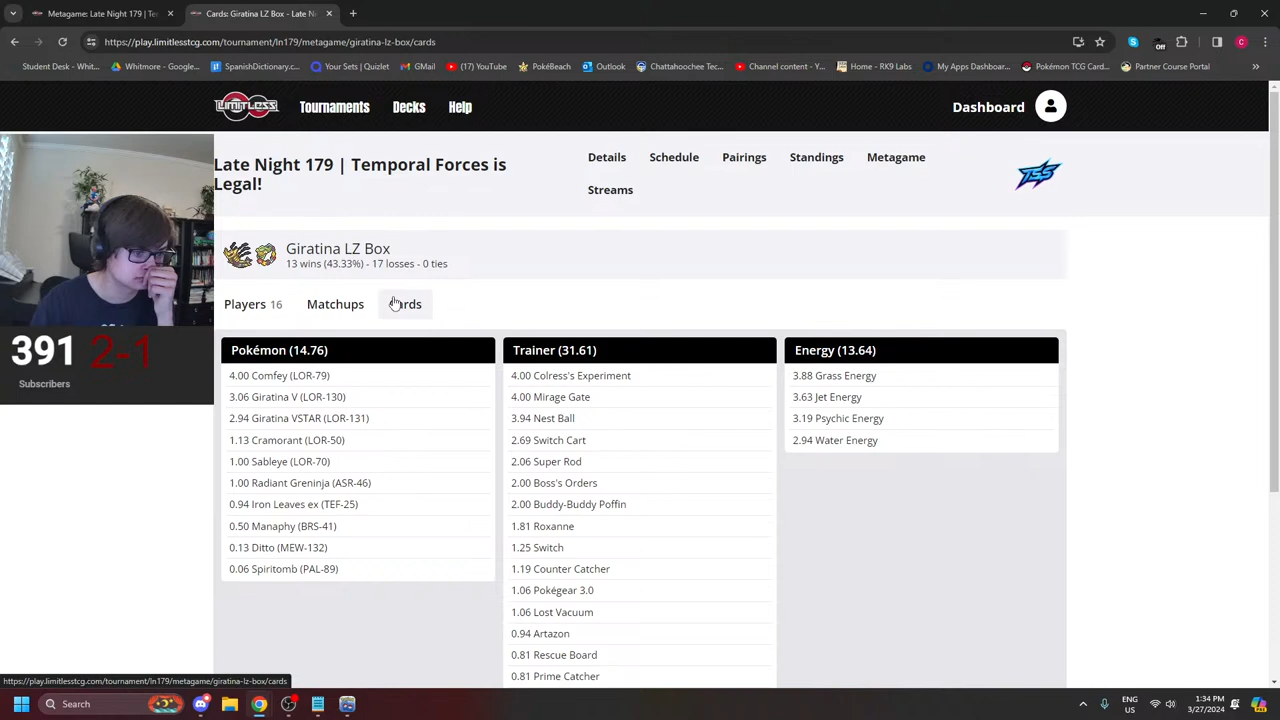 Metagame: Late Night 179 | Te
Cards: Giratina LZ Box - Late N
https://play.limitlesstcg.com/tournament/ln179/metagame/giratina-lz-box/cards
Student Desk - Whit...
Whitmore - Google...
SpanishDictionary.c...
Your Sets | Quizlet
GMail
(17) YouTube
PokéBeach
Outlook
Chattahoochee Tec...
Channel content - Y...
Home - RK9 Labs
My Apps Dashboar...
Pokémon TCG Card...
Partner Course Portal
LIMITLESS
Tournaments
Decks
Help
Dashboard
Late Night 179 | Temporal Forces is
Legal!
Details
Schedule
Pairings
Standings
Metagame
Streams
TSS
Giratina LZ Box
13 wins (43.33%) - 17 losses - 0 ties
Players 16
Matchups
Cards
391
Subscribers
2-1
Pokémon (14.76)
4.00 Comfey (LOR-79)
3.06 Giratina V (LOR-130)
2.94 Giratina VSTAR (LOR-131)
1.13 Cramorant (LOR-50)
1.00 Sableye (LOR-70)
1.00 Radiant Greninja (ASR-46)
0.94 Iron Leaves ex (TEF-25)
0.50 Manaphy (BRS-41)
0.13 Ditto (MEW-132)
0.06 Spiritomb (PAL-89)
Trainer (31.61)
4.00 Colress's Experiment
4.00 Mirage Gate
3.94 Nest Ball
2.69 Switch Cart
2.06 Super Rod
2.00 Boss's Orders
2.00 Buddy-Buddy Poffin
1.81 Roxanne
1.25 Switch
1.19 Counter Catcher
1.06 Pokégear 3.0
1.06 Lost Vacuum
0.94 Artazon
0.81 Rescue Board
0.81 Prime Catcher
Energy (13.64)
3.88 Grass Energy
3.63 Jet Energy
3.19 Psychic Energy
2.94 Water Energy
https://play.limitlesstcg.com/tournament/ln179/metagame/giratina-lz-box/cards
Search
ENG
US
1:34 PM
3/27/2024